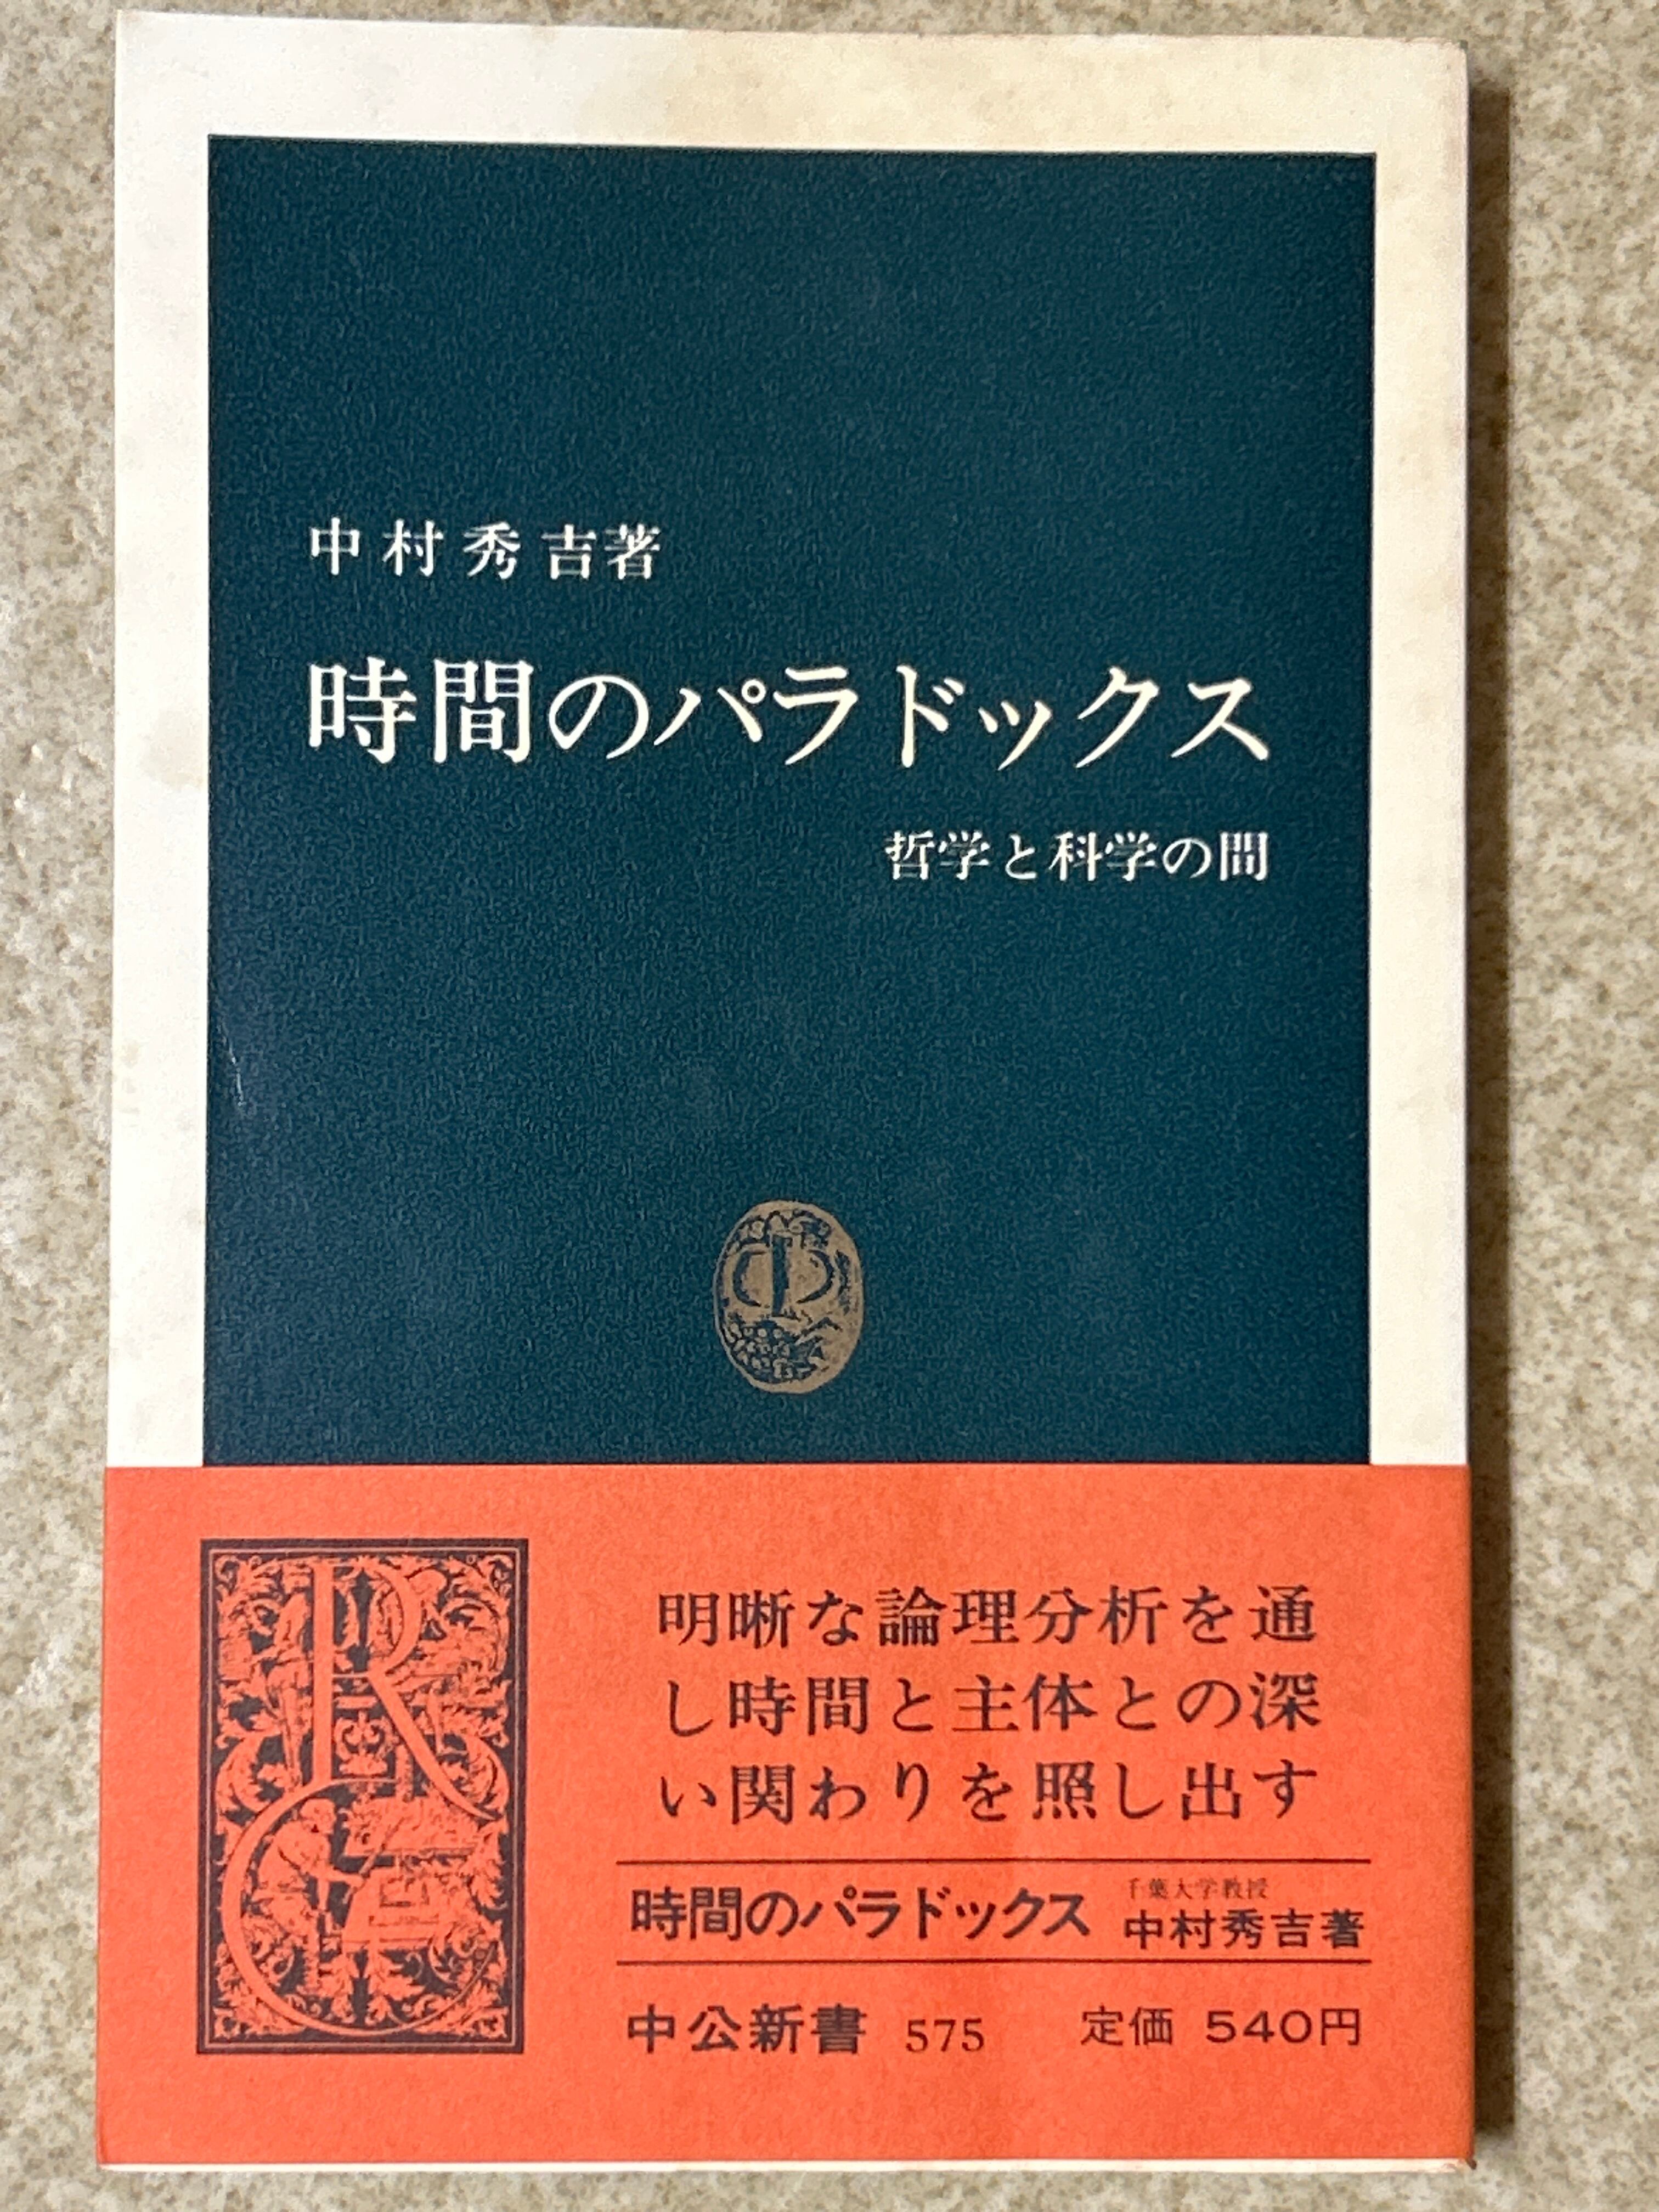 中村秀吉著
時間のパラドックス
哲学と科学の間
中
RC
明晰な論理分析を通
し時間と主体との深
い関わりを照し出す
時間のパラドックス
千葉大学教授
中村秀吉著
中公新書 575 定価 540円